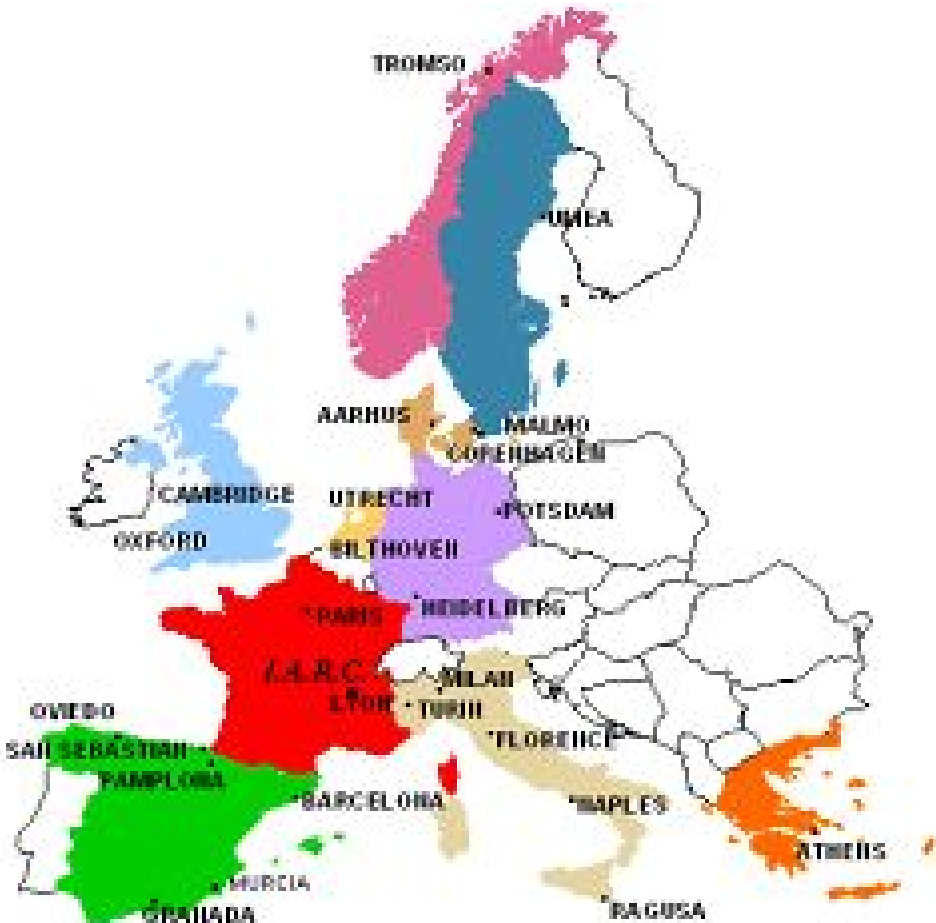 TROMSO
UMEA
AARHUS
MALMO
COPENHAGEN
CAMBRIDGE
UTRECHT
POTSDAM
OXFORD
BILTHOVEN
PARIS
HEIDELBERG
I.A.R.C.
MILAN
LYON
TURIN
OVIEDO
FLORENCE
SAN SEBASTIAN
PAMPLONA
BARCELONA
NAPLES
ATHENS
MURCIA
GRANADA
RAGUSA